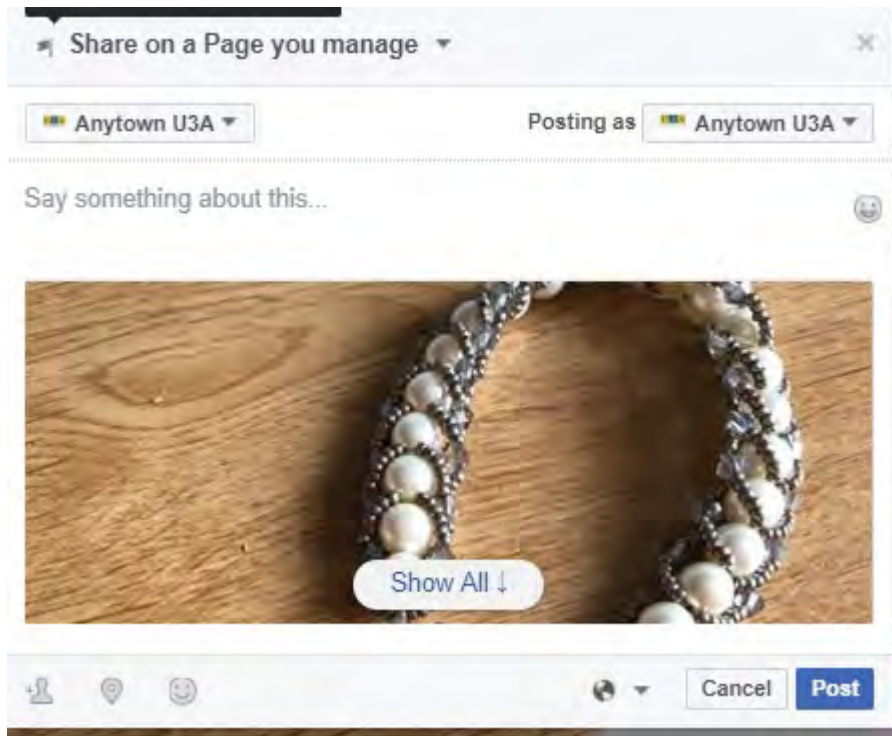 Share on a Page you manage
Anytown U3A Posting as Anytown U3A
Say something about this...
Show All ↓
Cancel Post